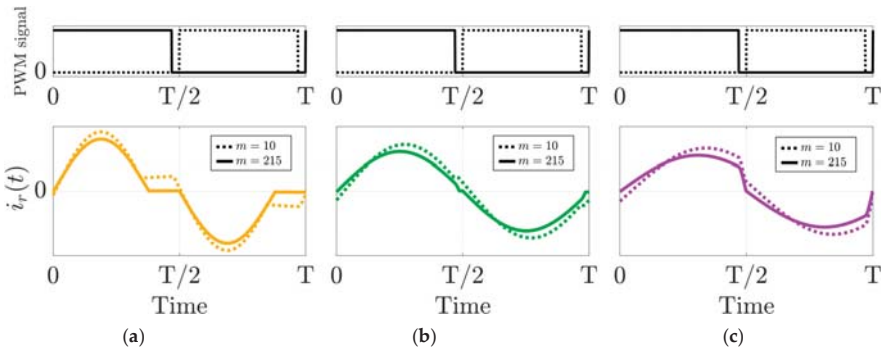 PWM signal
0
0 T/2 T
0 T/2 T
0 T/2 T
i_r(t)
0
m = 10
m = 215
m = 10
m = 215
m = 10
m = 215
0 T/2 T
0 T/2 T
0 T/2 T
Time
Time
Time
(a) (b) (c)